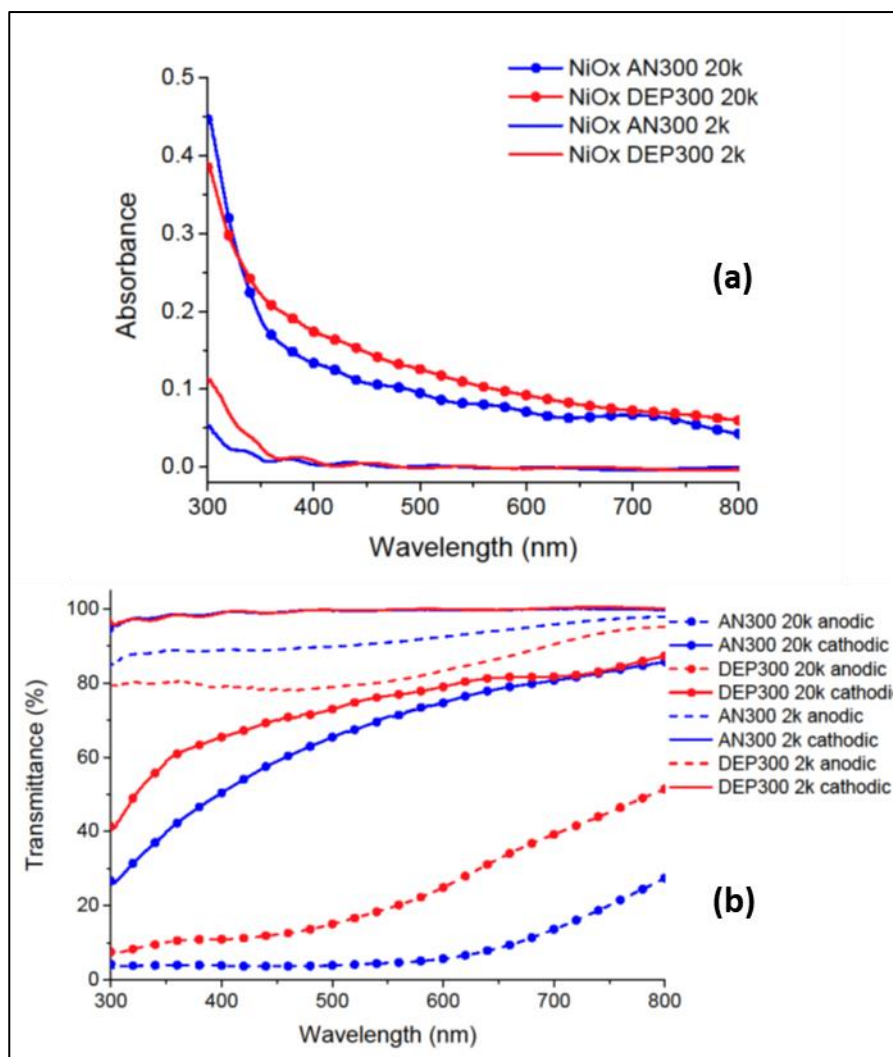 0.5
0.4
0.3
0.2
0.1
0.0
Absorbance
NiOx AN300 20k
NiOx DEP300 20k
NiOx AN300 2k
NiOx DEP300 2k
(a)
300 400 500 600 700 800
Wavelength (nm)
100
80
60
40
20
0
Transmittance (%)
AN300 20k anodic
AN300 20k cathodic
DEP300 20k anodic
DEP300 20k cathodic
AN300 2k anodic
AN300 2k cathodic
DEP300 2k anodic
DEP300 2k cathodic
(b)
300 400 500 600 700 800
Wavelength (nm)